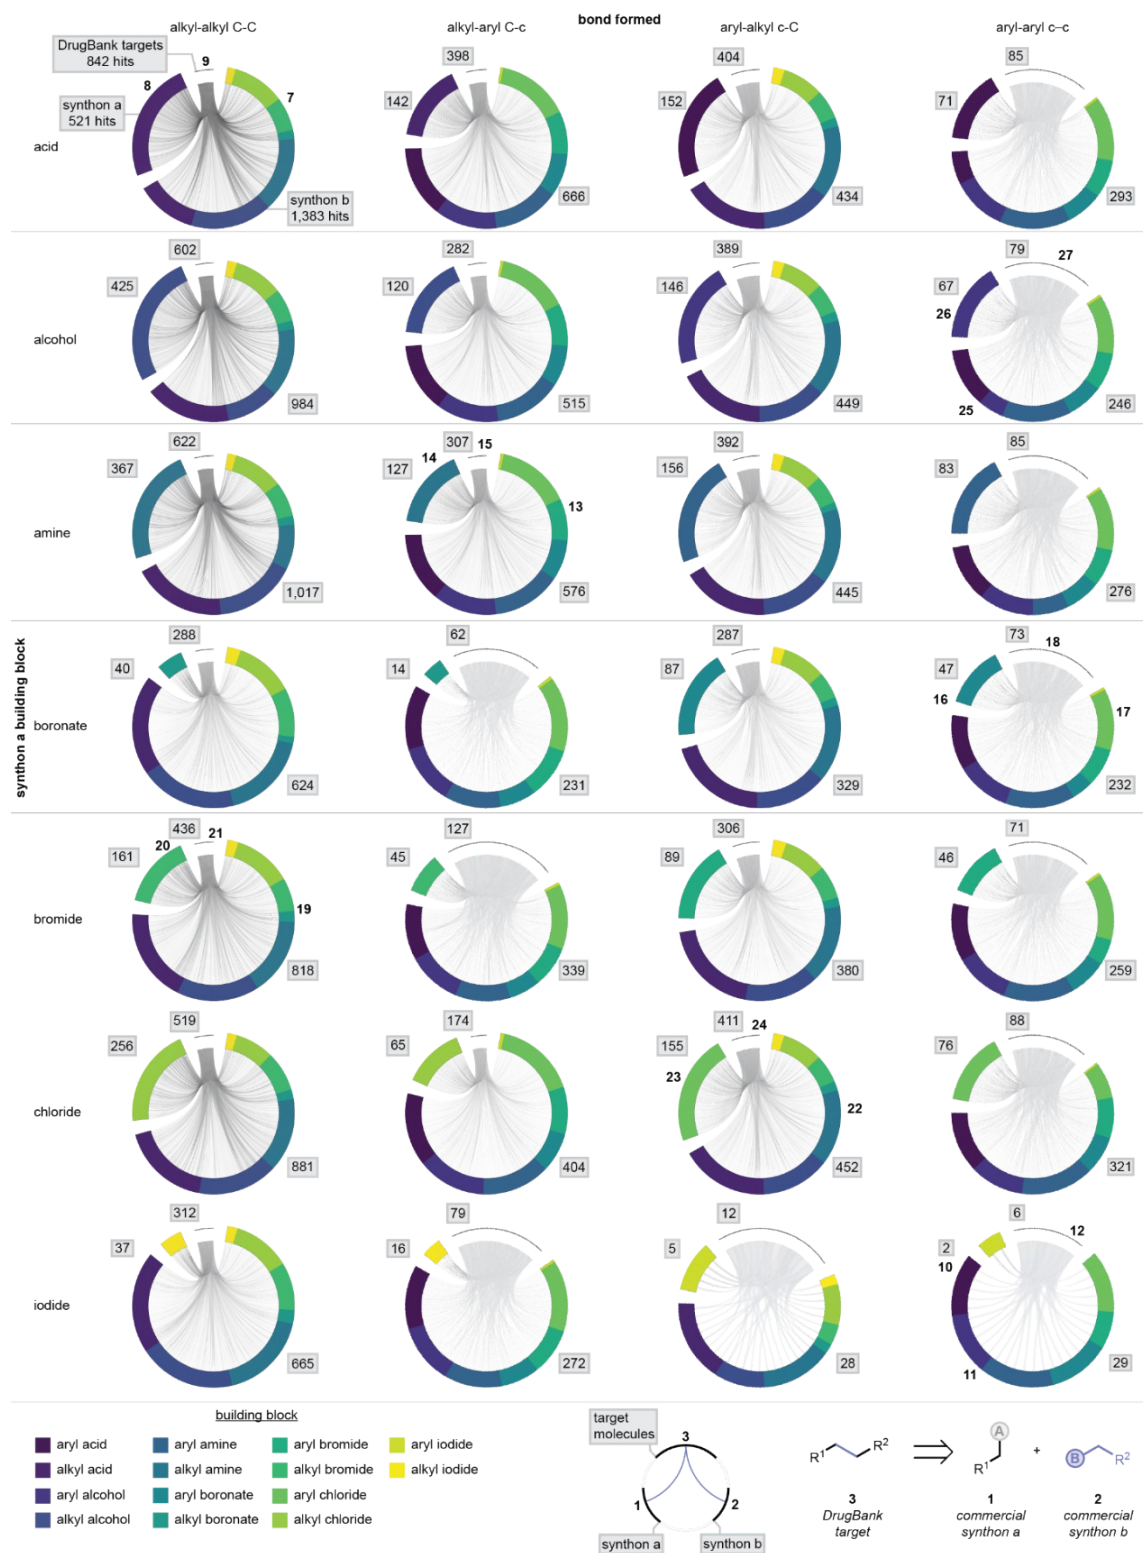 bond formed
alkyl-alkyl C-C
alkyl-aryl C-c
aryl-alkyl c-C
aryl-aryl c–c
synthon a building block
acid
DrugBank targets
842 hits
9
8
7
synthon a
521 hits
synthon b
1,383 hits
398
142
666
404
152
434
85
71
293
alcohol
602
425
984
282
120
515
389
146
449
79
27
67
26
25
246
amine
622
367
1,017
307
15
14
127
13
576
392
156
445
85
83
276
boronate
288
40
624
62
14
231
287
87
329
73
18
47
16
17
232
bromide
436
21
20
161
19
818
127
45
339
306
89
380
71
46
259
chloride
519
256
881
174
65
404
411
24
155
23
22
452
88
76
321
iodide
312
37
665
79
16
272
12
5
28
6
12
2
10
11
29
building block
aryl acid
alkyl acid
aryl alcohol
alkyl alcohol
aryl amine
alkyl amine
aryl boronate
alkyl boronate
aryl bromide
alkyl bromide
aryl chloride
alkyl chloride
aryl iodide
alkyl iodide
target
molecules
3
1
2
synthon a
synthon b
R¹
R²
3
DrugBank
target
A
R¹
1
commercial
synthon a
+
B
R²
2
commercial
synthon b